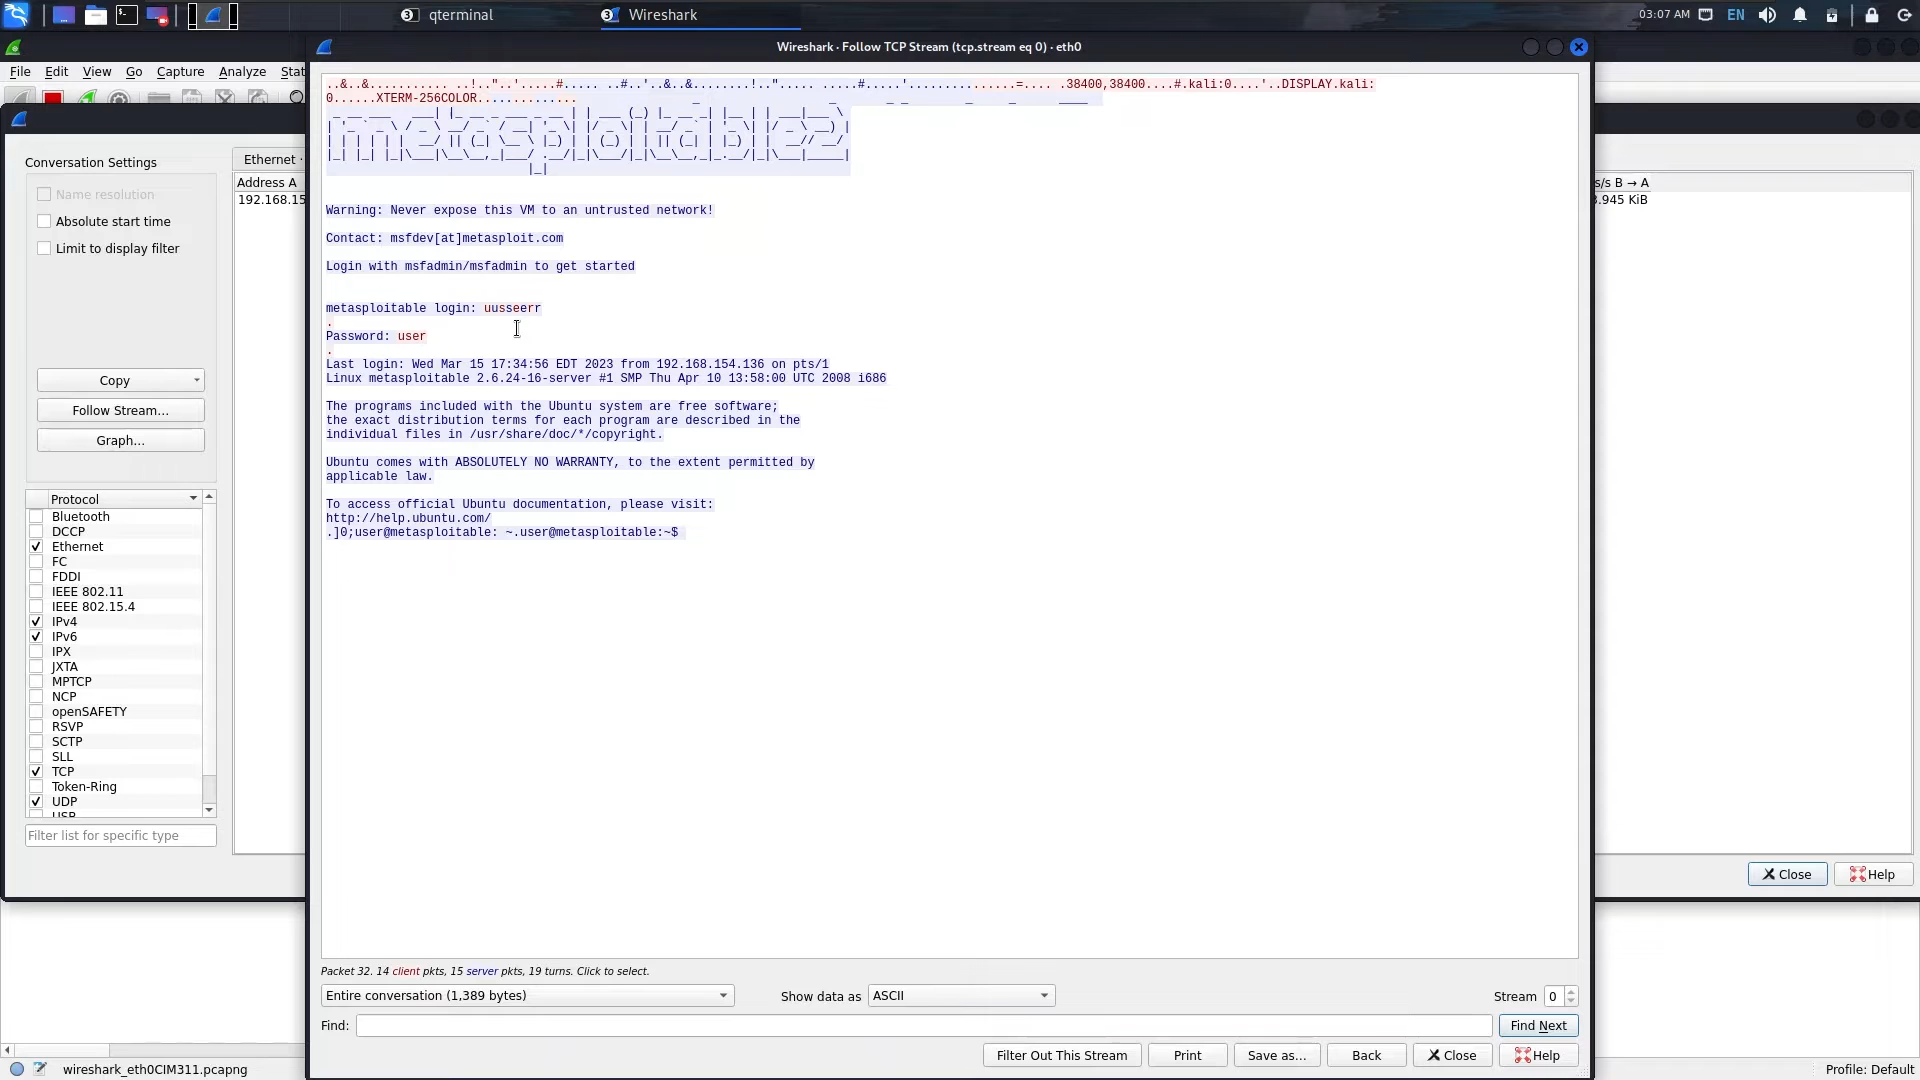 qterminal
Wireshark
03:07 AM
EN
Wireshark · Follow TCP Stream (tcp.stream eq 0) · eth0
File Edit View Go Capture Analyze Stat
Conversation Settings
Name resolution
Absolute start time
Limit to display filter
Copy
Follow Stream...
Graph...
Protocol
Bluetooth
DCCP
Ethernet
FC
FDDI
IEEE 802.11
IEEE 802.15.4
IPv4
IPv6
IPX
JXTA
MPTCP
NCP
openSAFETY
RSVP
SCTP
SLL
TCP
Token-Ring
UDP
USB
Filter list for specific type
Ethernet ·
Address A
192.168.15
s/s B → A
3.945 KiB
..&..&........... ..!.."..'.....#..... ..#..'..&..&........!..".... .....#.....'...............=.... .38400,38400....#.kali:0....'..DISPLAY.kali:
0......XTERM-256COLOR..............
Warning: Never expose this VM to an untrusted network!
Contact: msfdev[at]metasploit.com
Login with msfadmin/msfadmin to get started
metasploitable login: uusseerr
.
Password: user
.
Last login: Wed Mar 15 17:34:56 EDT 2023 from 192.168.154.136 on pts/1
Linux metasploitable 2.6.24-16-server #1 SMP Thu Apr 10 13:58:00 UTC 2008 i686
The programs included with the Ubuntu system are free software;
the exact distribution terms for each program are described in the
individual files in /usr/share/doc/*/copyright.
Ubuntu comes with ABSOLUTELY NO WARRANTY, to the extent permitted by
applicable law.
To access official Ubuntu documentation, please visit:
http://help.ubuntu.com/
.]0;user@metasploitable: ~.user@metasploitable:~$
Packet 32. 14 client pkts, 15 server pkts, 19 turns. Click to select.
Entire conversation (1,389 bytes)
Show data as ASCII
Stream 0
Find:
Find Next
Filter Out This Stream
Print
Save as...
Back
Close
Help
Close
Help
wireshark_eth0CIM311.pcapng
Profile: Default